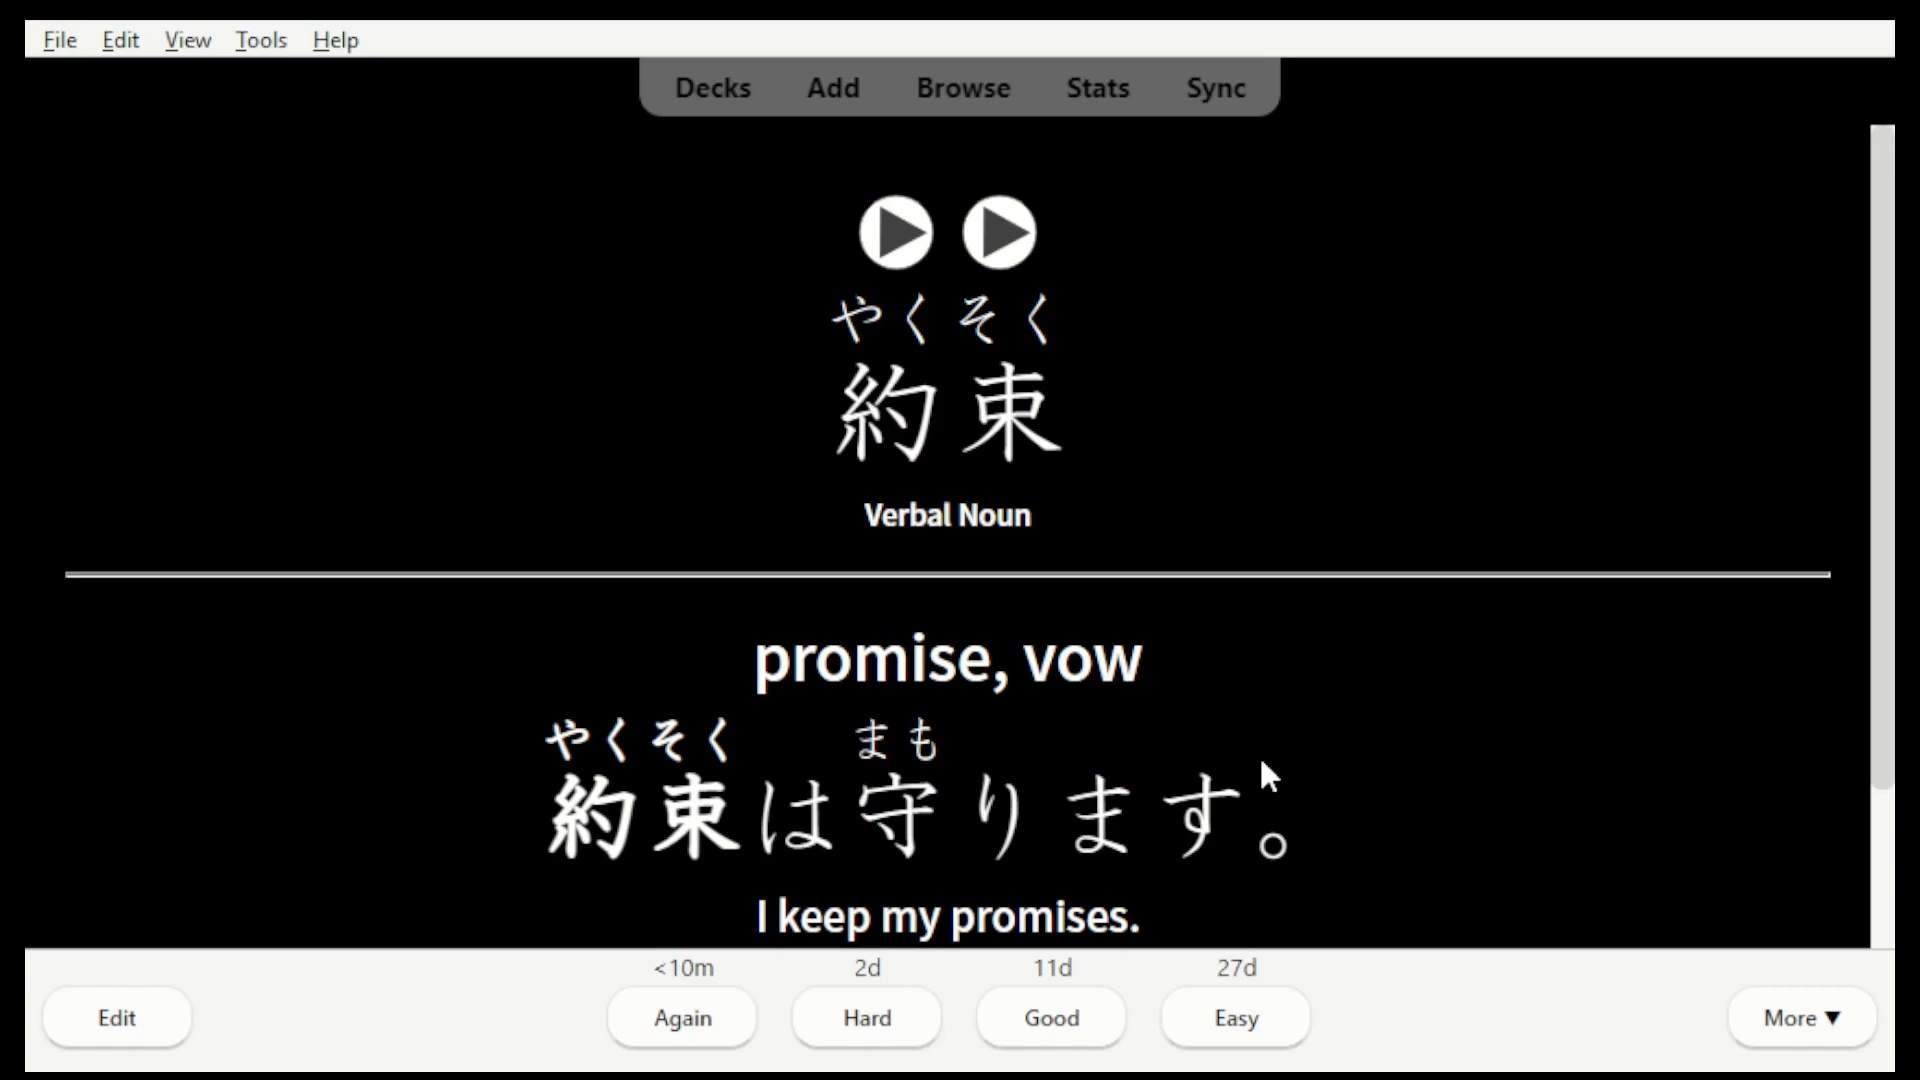 File Edit View Tools Help
Decks Add Browse Stats Sync
やくそく
約束
Verbal Noun
promise, vow
やくそく まも
約束は守ります。
I keep my promises.
<10m 2d 11d 27d
Edit Again Hard Good Easy More ▼